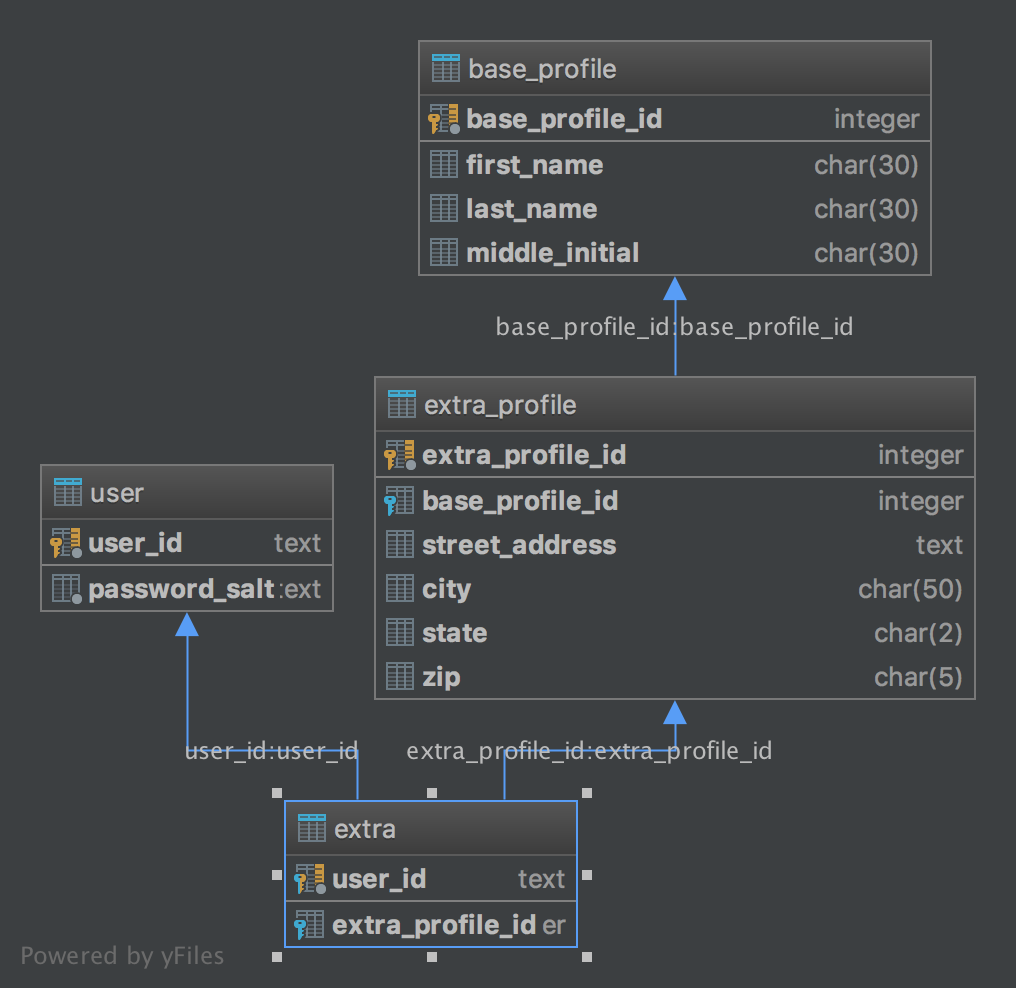 base_profile
base_profile_id integer
first_name char(30)
last_name char(30)
middle_initial char(30)
base_profile_id:base_profile_id
extra_profile
extra_profile_id integer
base_profile_id integer
street_address text
city char(50)
state char(2)
zip char(5)
user
user_id text
password_salt :ext
user_id:user_id
extra_profile_id:extra_profile_id
extra
user_id text
extra_profile_id er
Powered by yFiles